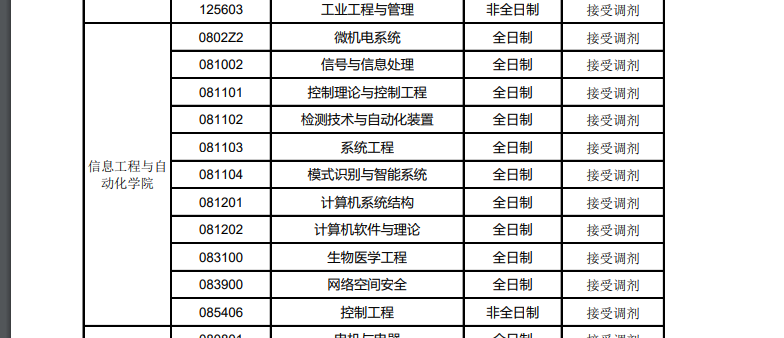 125603 工业工程与管理 非全日制 接受调剂
0802Z2 微机电系统 全日制 接受调剂
081002 信号与信息处理 全日制 接受调剂
081101 控制理论与控制工程 全日制 接受调剂
081102 检测技术与自动化装置 全日制 接受调剂
081103 系统工程 全日制 接受调剂
信息工程与自
动化学院
081104 模式识别与智能系统 全日制 接受调剂
081201 计算机系统结构 全日制 接受调剂
081202 计算机软件与理论 全日制 接受调剂
083100 生物医学工程 全日制 接受调剂
083900 网络空间安全 全日制 接受调剂
085406 控制工程 非全日制 接受调剂
080801 电机与电器 全日制 接受调剂